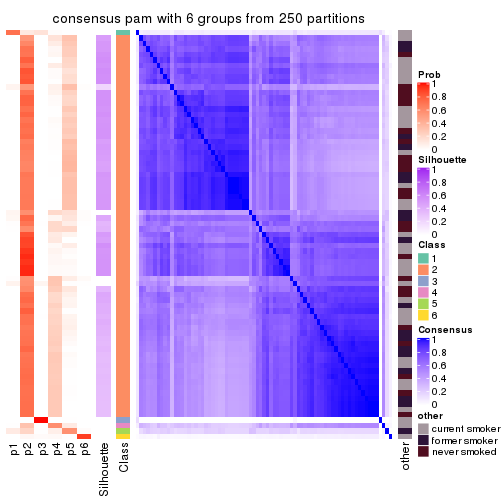 consensus pam with 6 groups from 250 partitions
Prob
1
0.8
0.6
0.4
0.2
0
Silhouette
1
0.8
0.6
0.4
0.2
0
Class
1
2
3
4
5
6
Consensus
1
0.8
0.6
0.4
0.2
0
other
current smoker
former smoker
never smoked
p1
p2
p3
p4
p5
p6
Silhouette
Class
other